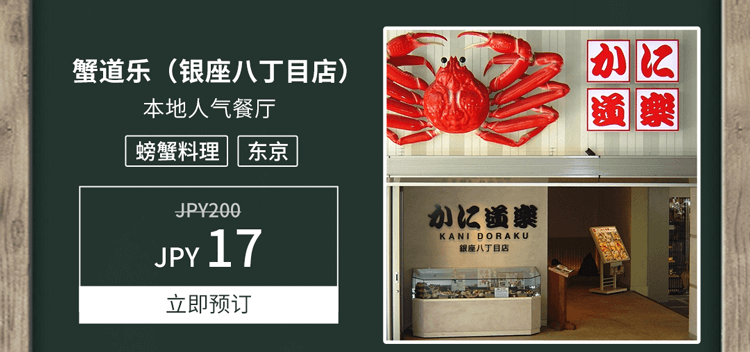 蟹道乐（银座八丁目店）
本地人气餐厅
螃蟹料理
东京
JPY200
JPY 17
立即预订
かに
道楽
かに道楽
KANI DORAKU
銀座八丁目店